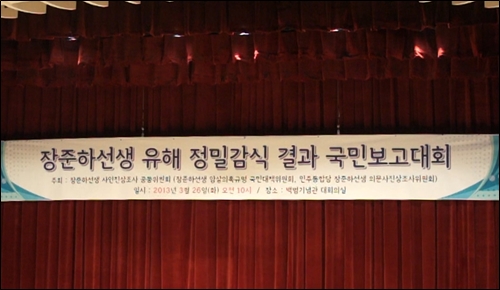 장준하선생 유해 정밀감식 결과 국민보고대회
주최 : 장준하선생 사인진상조사 공동위원회 (장준하선생 암살의혹규명 국민대책위원회, 민주통합당 장준하선생 의문사진상조사위원회)
일시 : 2013년 3월 26일(화) 오전 10시 / 장소 : 백범기념관 대회의실